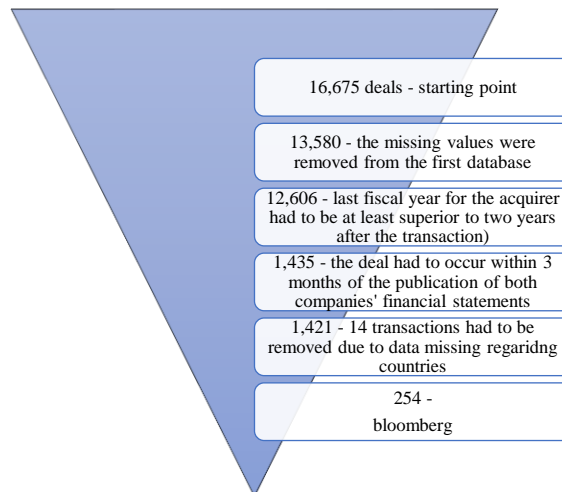 16,675 deals - starting point
13,580 - the missing values were
removed from the first database
12,606 - last fiscal year for the acquirer
had to be at least superior to two years
after the transaction)
1,435 - the deal had to occur within 3
months of the publication of both
companies' financial statements
1,421 - 14 transactions had to be
removed due to data missing regaridng
countries
254 -
bloomberg